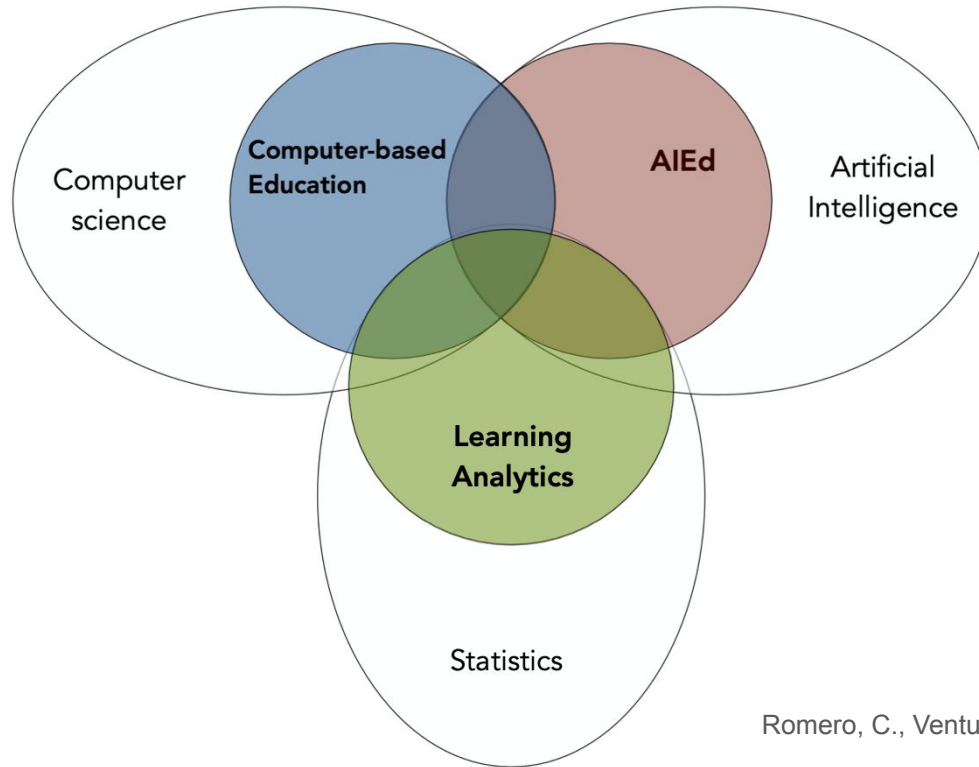 Computer-based
Education
AIEd
Computer
science
Artificial
Intelligence
Learning
Analytics
Statistics
Romero, C., Ventu